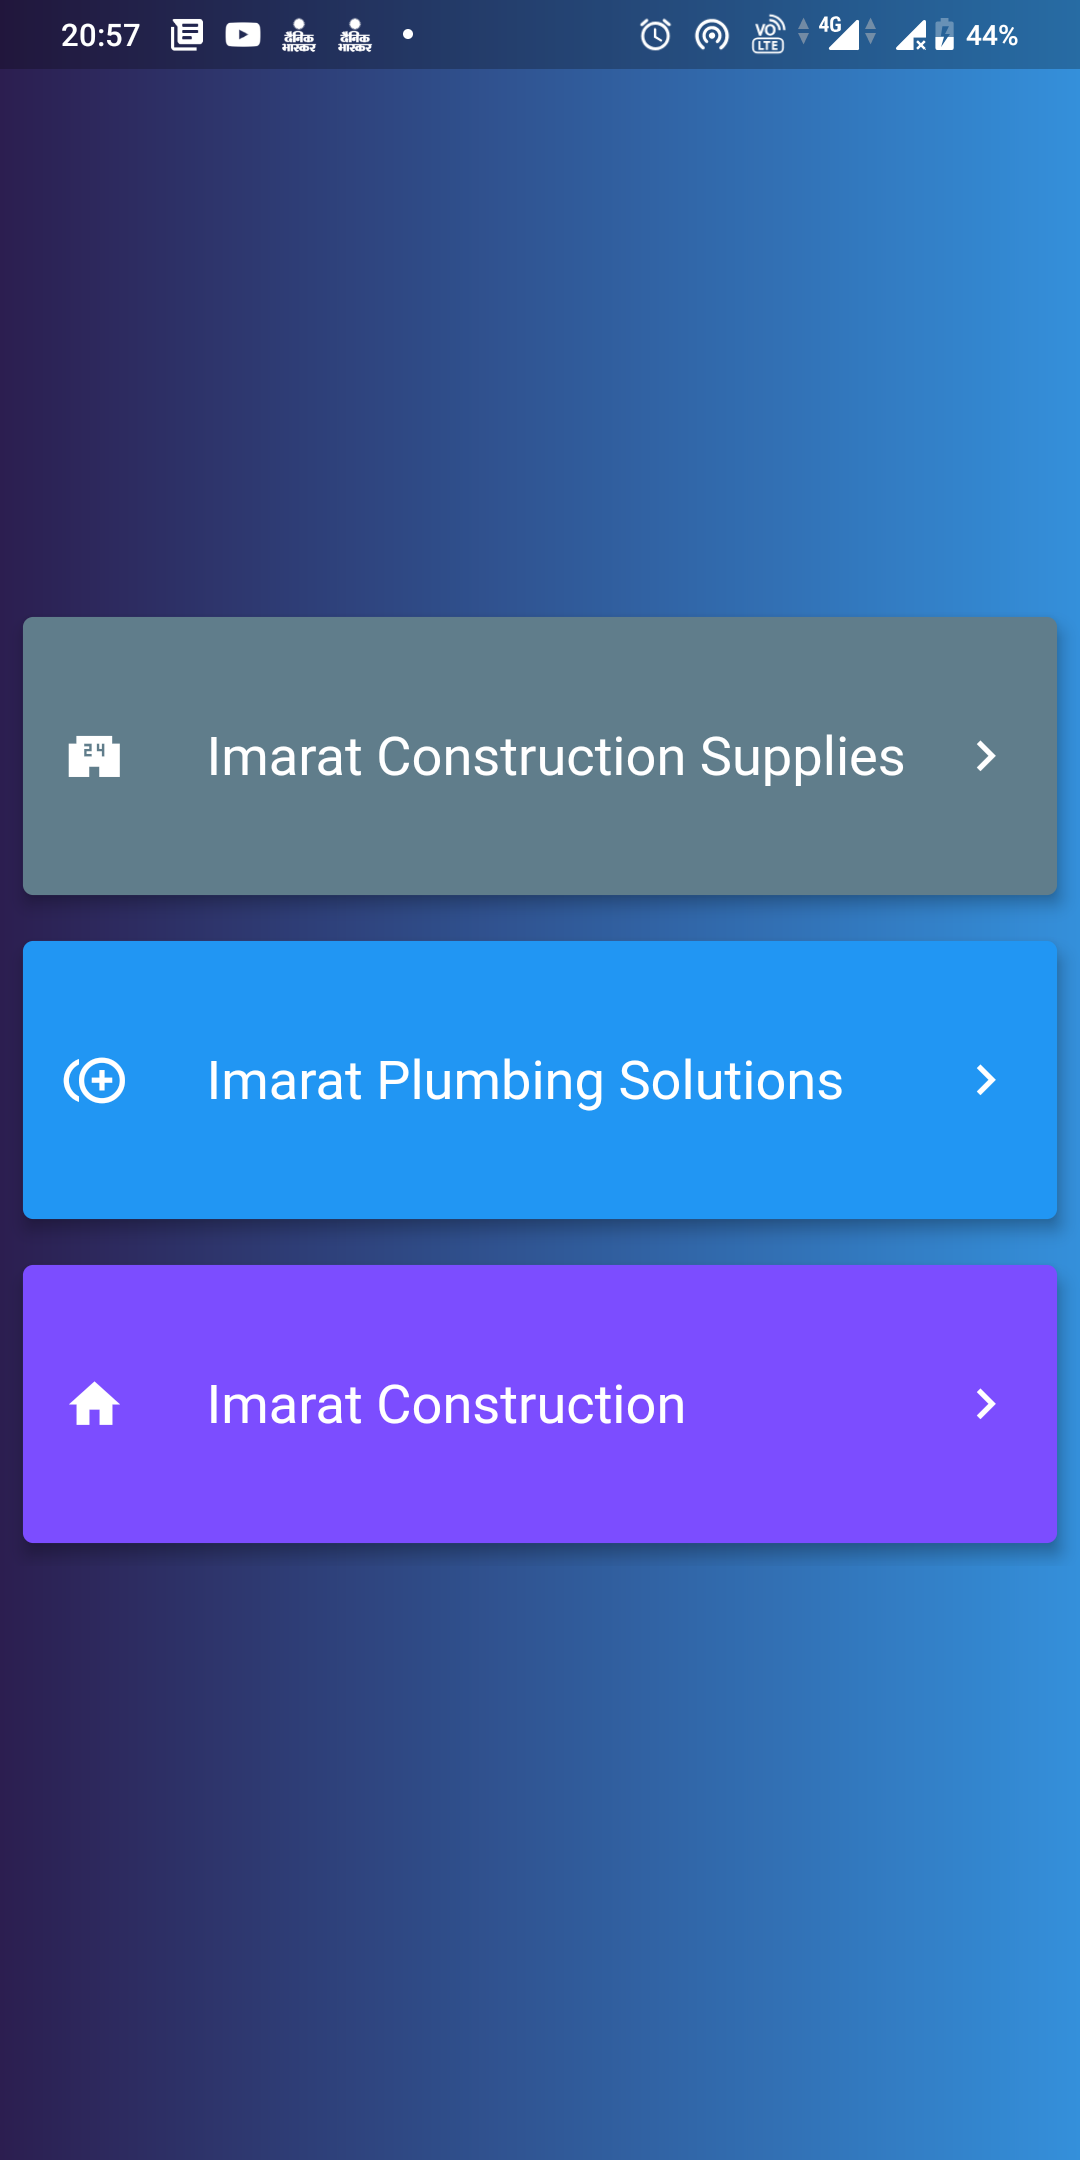 20:57 दैनिक भास्कर दैनिक भास्कर VO LTE 4G 44%
24 Imarat Construction Supplies
Imarat Plumbing Solutions
Imarat Construction